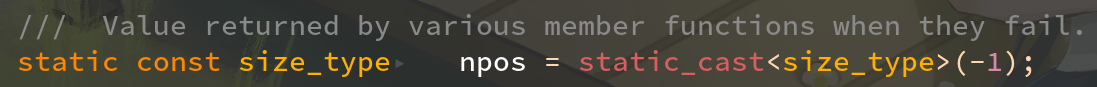 ///  Value returned by various member functions when they fail.
static const size_type	npos = static_cast<size_type>(-1);